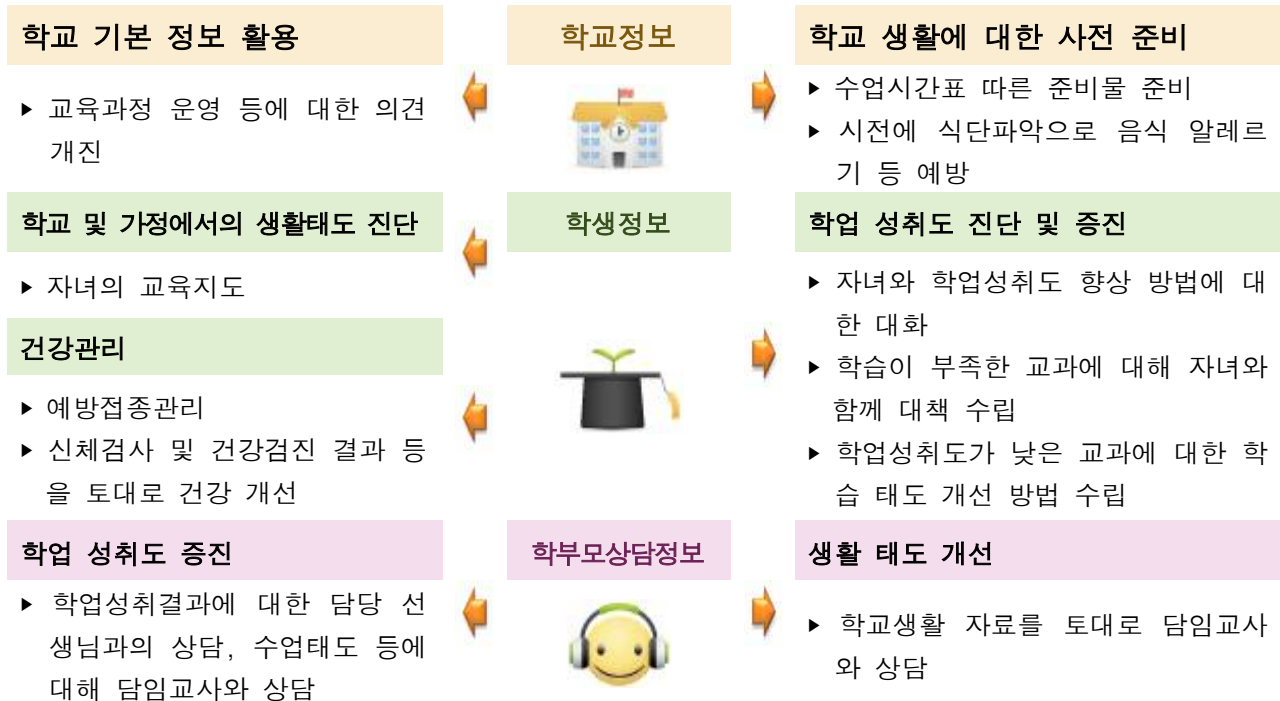 학교 기본 정보 활용
▸ 교육과정 운영 등에 대한 의견
개진
학교정보
학교 생활에 대한 사전 준비
▸ 수업시간표 따른 준비물 준비
▸ 시전에 식단파악으로 음식 알레르
기 등 예방
학교 및 가정에서의 생활태도 진단
▸ 자녀의 교육지도
건강관리
▸ 예방접종관리
▸ 신체검사 및 건강검진 결과 등
을 토대로 건강 개선
학생정보
학업 성취도 진단 및 증진
▸ 자녀와 학업성취도 향상 방법에 대
한 대화
▸ 학습이 부족한 교과에 대해 자녀와
함께 대책 수립
▸ 학업성취도가 낮은 교과에 대한 학
습 태도 개선 방법 수립
학업 성취도 증진
▸ 학업성취결과에 대한 담당 선
생님과의 상담, 수업태도 등에
대해 담임교사와 상담
학부모상담정보
생활 태도 개선
▸ 학교생활 자료를 토대로 담임교사
와 상담